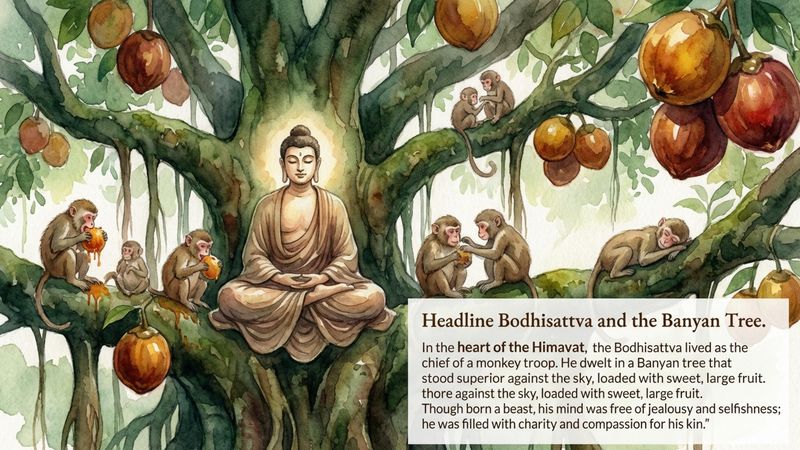 Headline Bodhisattva and the Banyan Tree.
In the heart of the Himavat, the Bodhisattva lived as the
chief of a monkey troop. He dwelt in a Banyan tree that
stood superior against the sky, loaded with sweet, large fruit.
thore against the sky, loaded with sweet, large fruit.
Though born a beast, his mind was free of jealousy and selfishness;
he was filled with charity and compassion for his kin.”